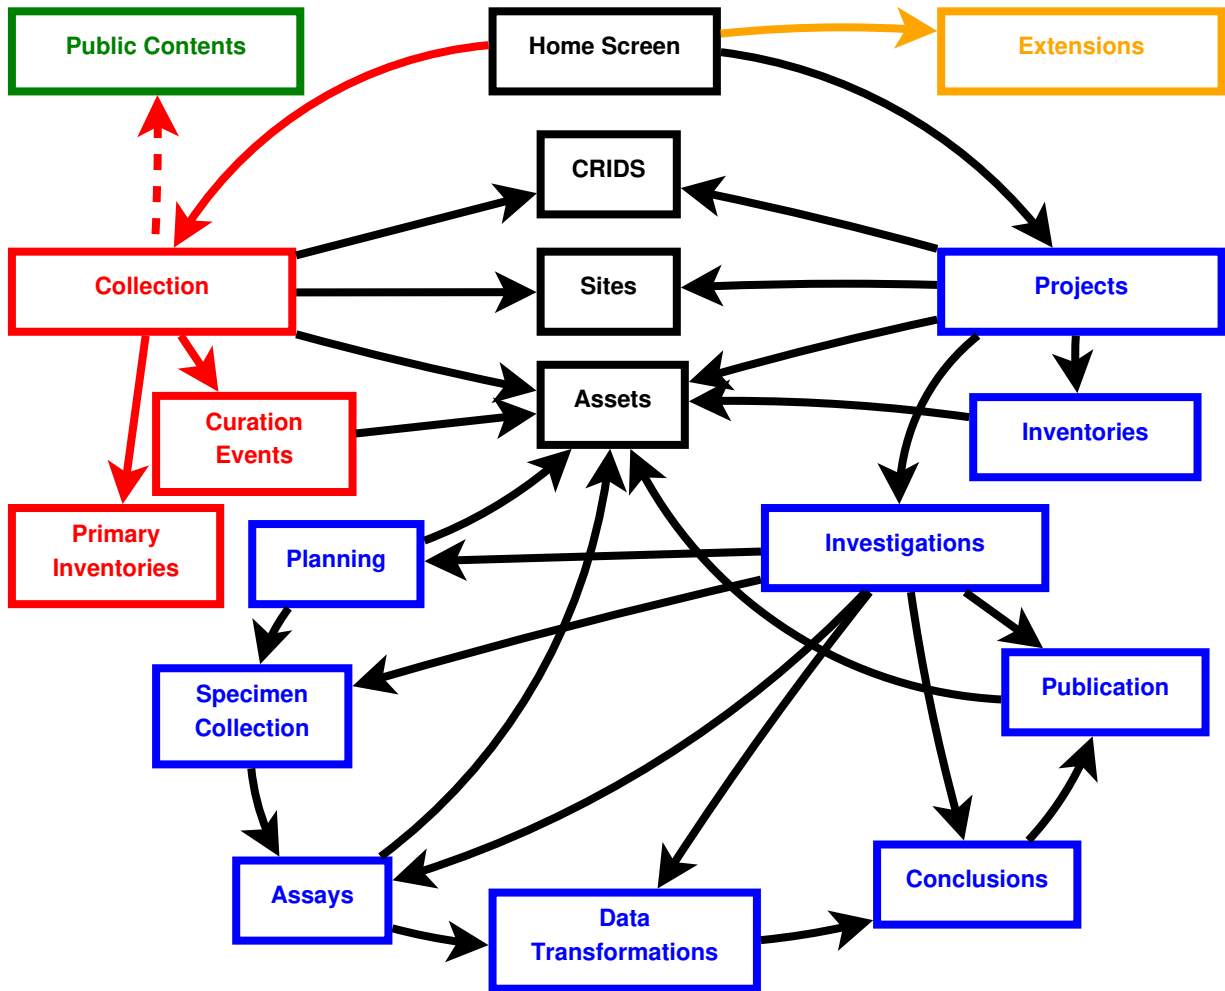 Public Contents
Home Screen
Extensions
CRIDS
Collection
Sites
Projects
Assets
Curation
Events
Inventories
Primary
Inventories
Planning
Investigations
Specimen
Collection
Publication
Assays
Data
Transformations
Conclusions